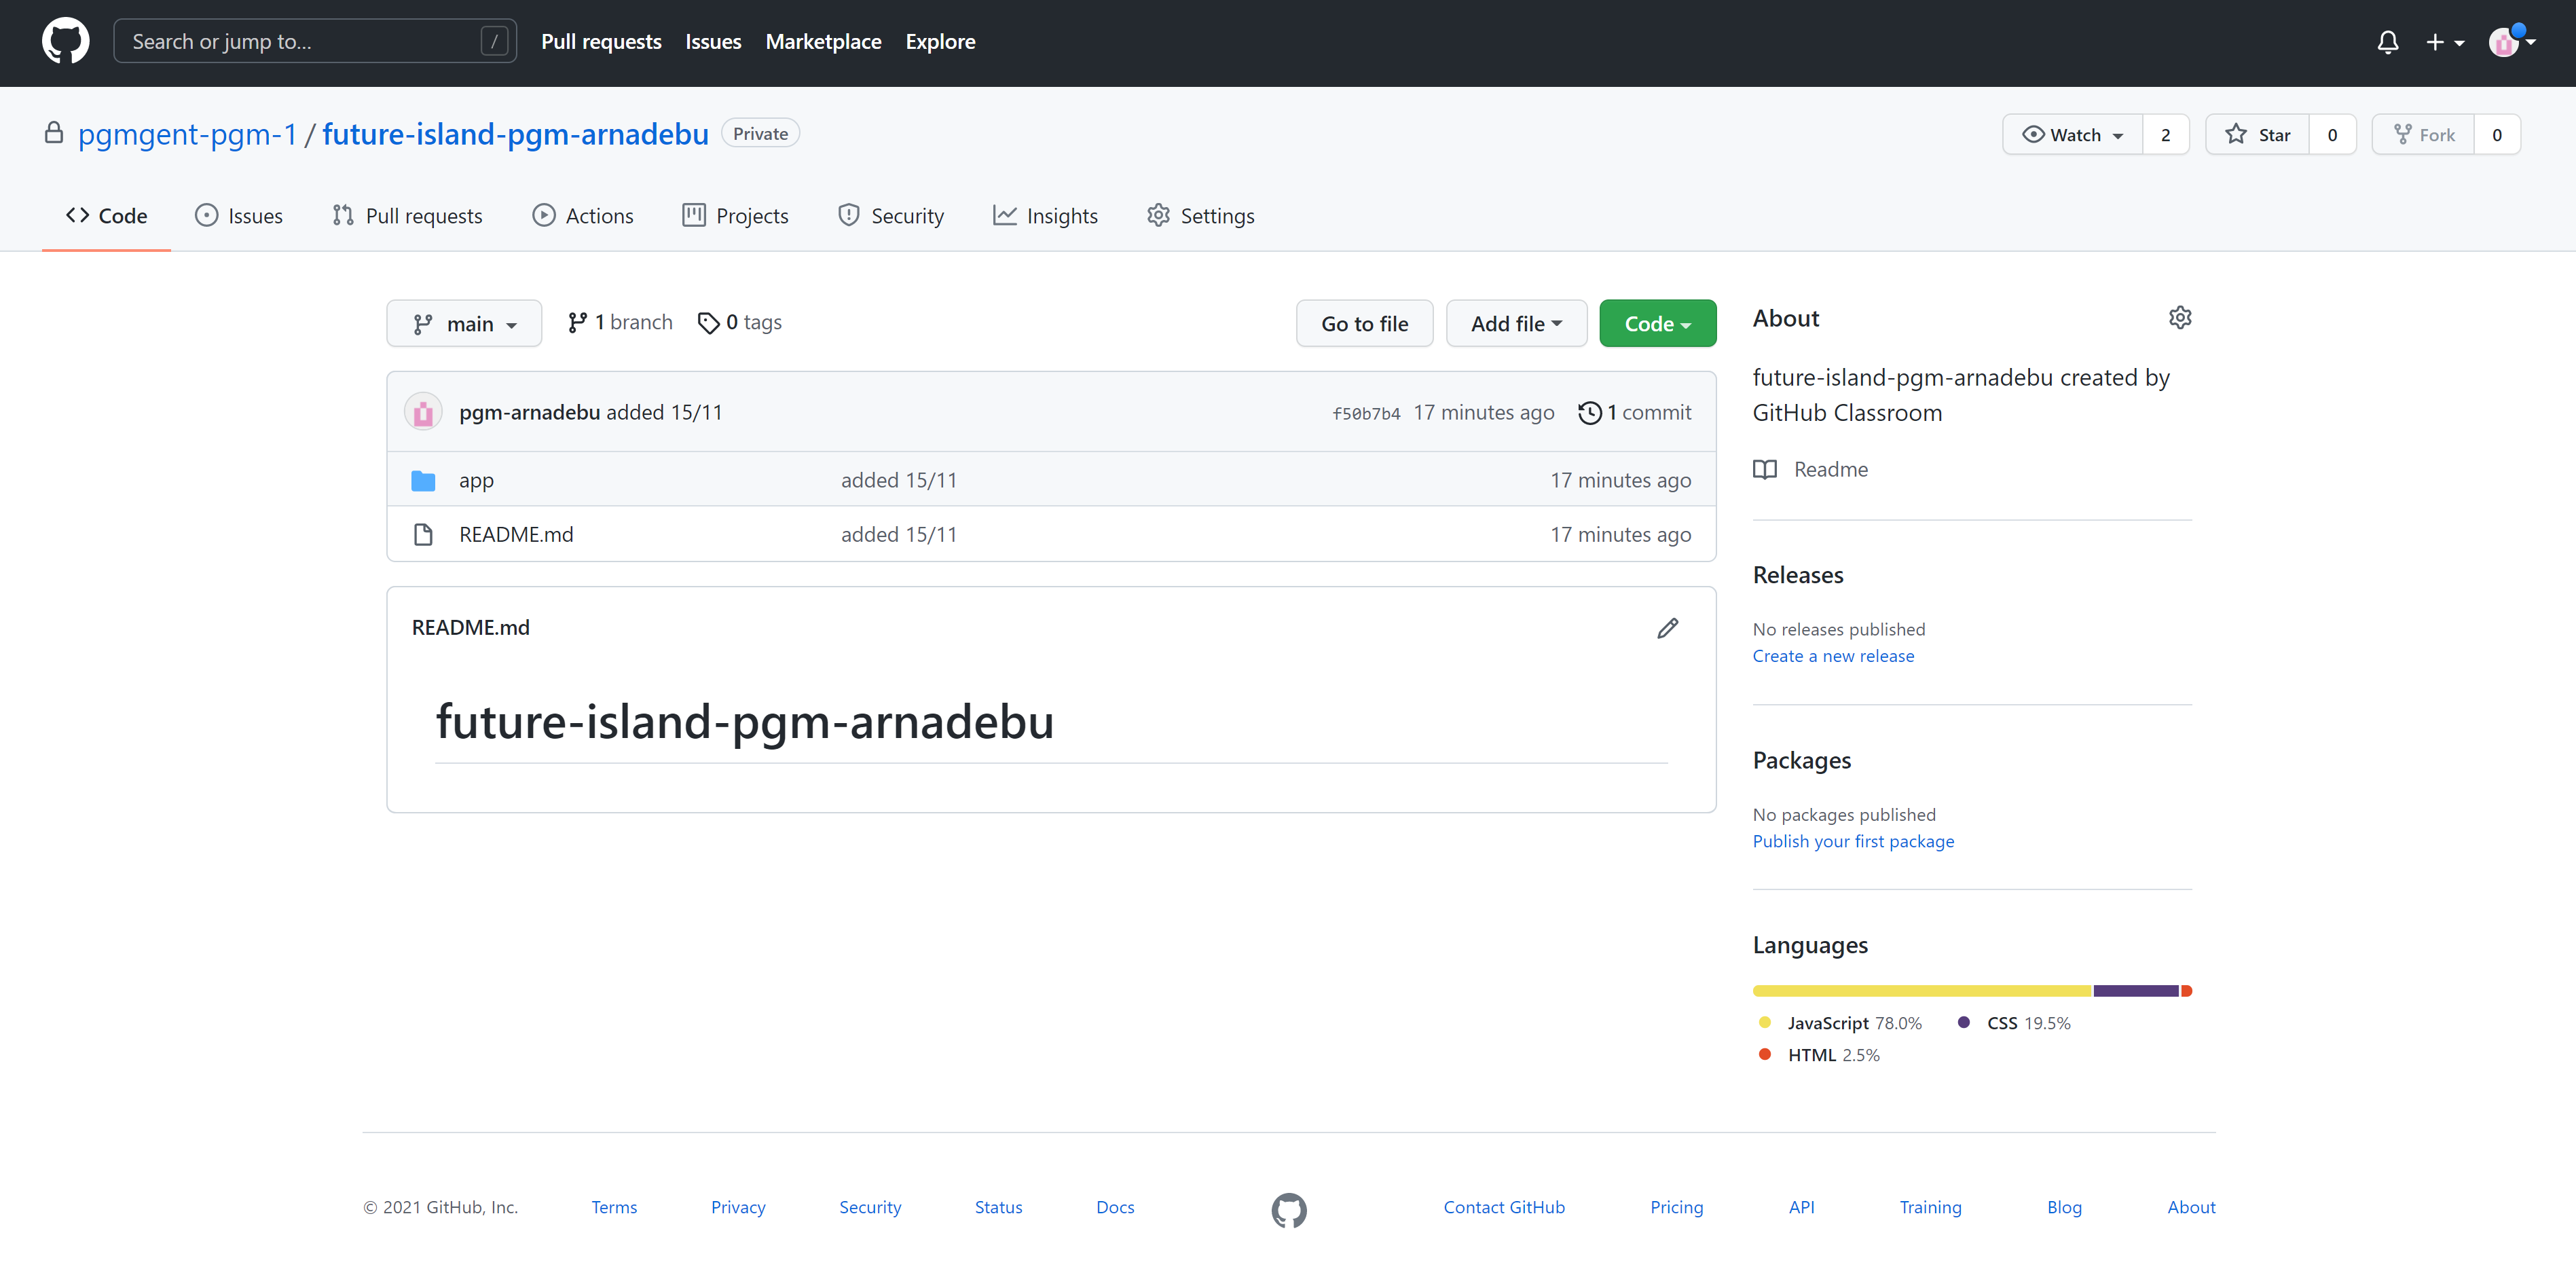 Search or jump to... /
Pull requests Issues Marketplace Explore
pgmgent-pgm-1 / future-island-pgm-arnadebu Private
Watch 2 Star 0 Fork 0
Code Issues Pull requests Actions Projects Security Insights Settings
main 1 branch 0 tags
Go to file Add file Code
pgm-arnadebu added 15/11 f50b7b4 17 minutes ago 1 commit
app added 15/11 17 minutes ago
README.md added 15/11 17 minutes ago
README.md
future-island-pgm-arnadebu
About
future-island-pgm-arnadebu created by
GitHub Classroom
Readme
Releases
No releases published
Create a new release
Packages
No packages published
Publish your first package
Languages
JavaScript 78.0% CSS 19.5%
HTML 2.5%
© 2021 GitHub, Inc. Terms Privacy Security Status Docs Contact GitHub Pricing API Training Blog About